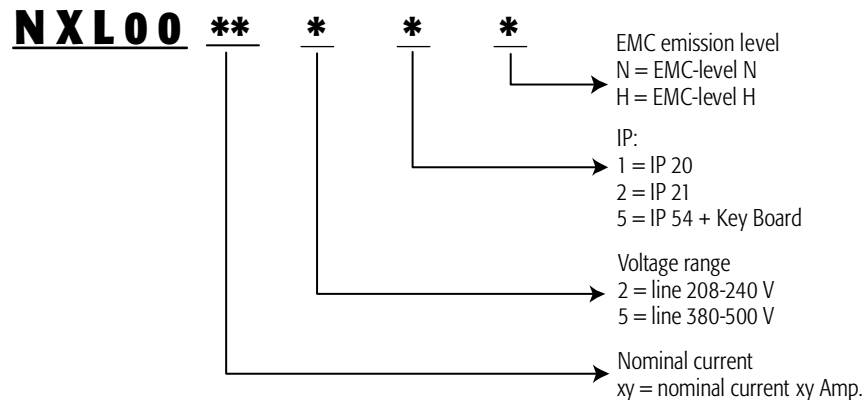 NXL00 ** * * *
EMC emission level
N = EMC-level N
H = EMC-level H
IP:
1 = IP 20
2 = IP 21
5 = IP 54 + Key Board
Voltage range
2 = line 208-240 V
5 = line 380-500 V
Nominal current
xy = nominal current xy Amp.